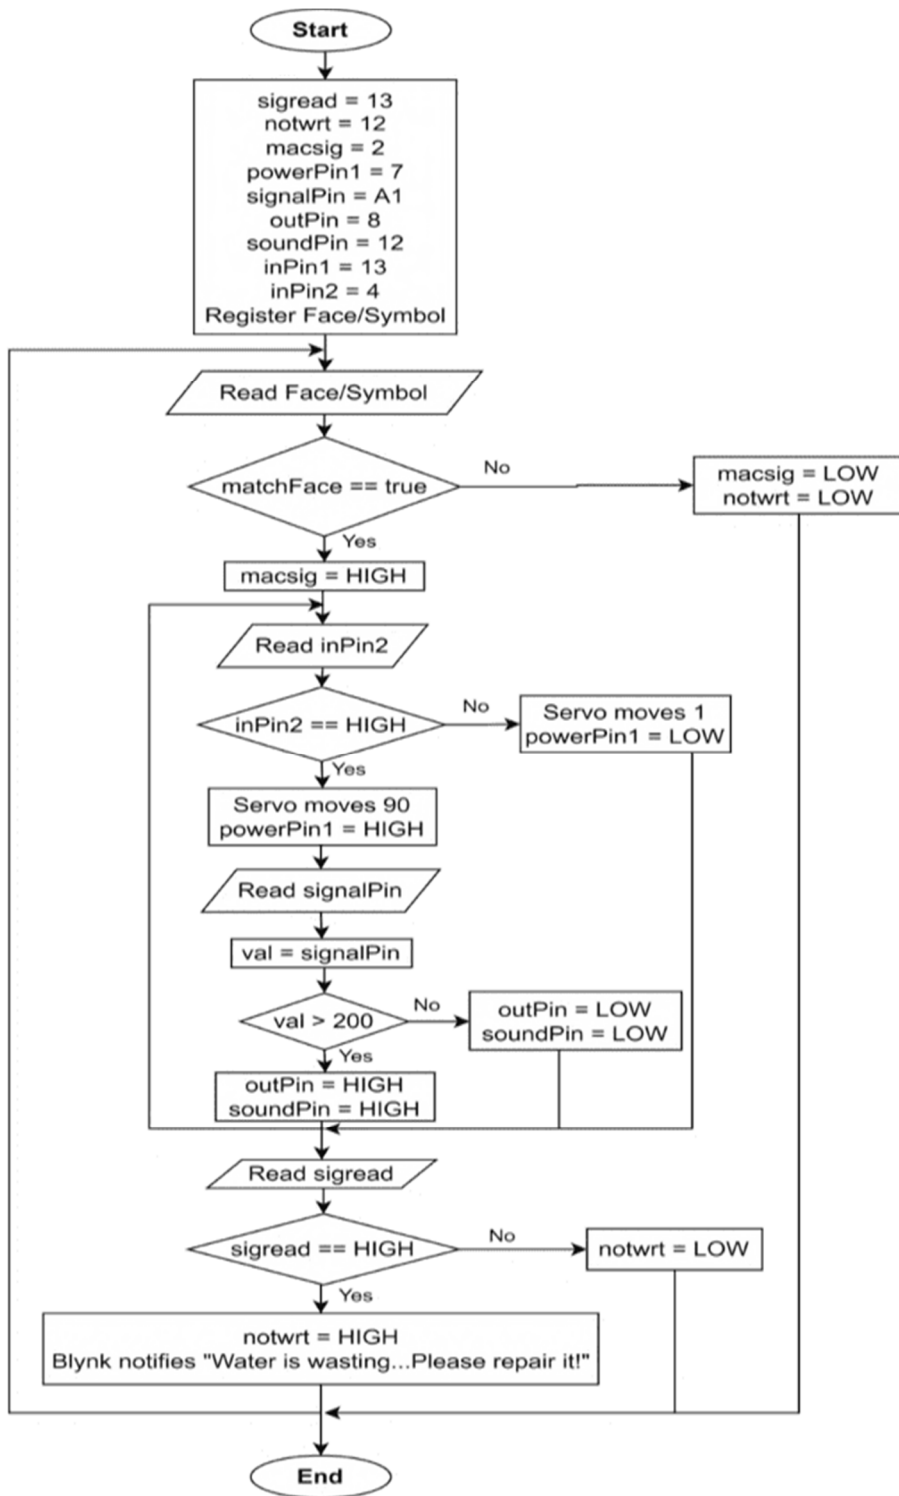 Start
sigread = 13
notwrt = 12
macsig = 2
powerPin1 = 7
signalPin = A1
outPin = 8
soundPin = 12
inPin1 = 13
inPin2 = 4
Register Face/Symbol
Read Face/Symbol
matchFace == true
No
macsig = LOW
notwrt = LOW
Yes
macsig = HIGH
Read inPin2
inPin2 == HIGH
No
Servo moves 1
powerPin1 = LOW
Yes
Servo moves 90
powerPin1 = HIGH
Read signalPin
val = signalPin
val > 200
No
outPin = LOW
soundPin = LOW
Yes
outPin = HIGH
soundPin = HIGH
Read sigread
sigread == HIGH
No
notwrt = LOW
Yes
notwrt = HIGH
Blynk notifies "Water is wasting...Please repair it!"
End